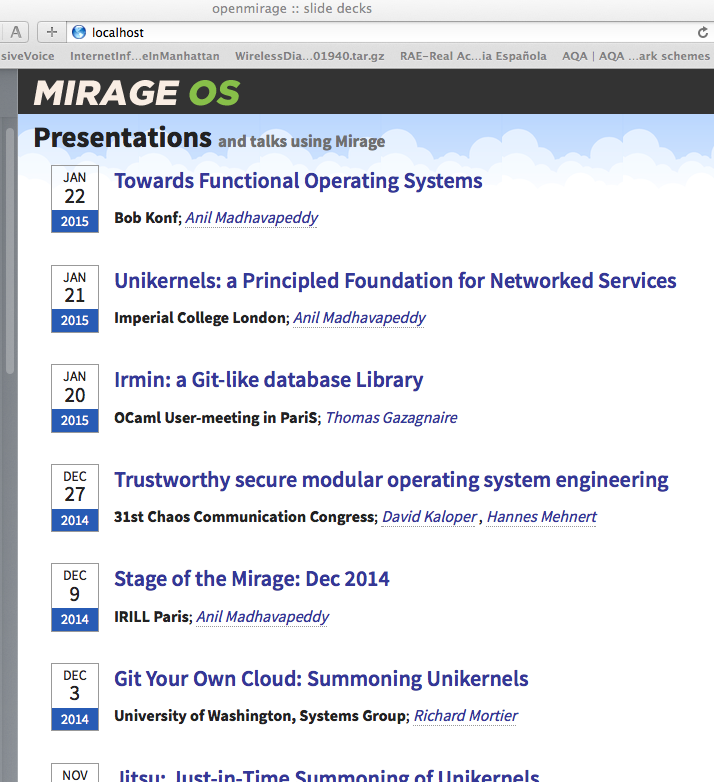 openmirage :: slide decks
A
+
localhost
siveVoice InternetInf...eInManhattan WirelessDia...01940.tar.gz RAE-Real Ac...ia Española AQA | AQA ...ark schemes
MIRAGE OS
Presentations and talks using Mirage
JAN
22
2015
Towards Functional Operating Systems
Bob Konf; Anil Madhavapeddy
JAN
21
2015
Unikernels: a Principled Foundation for Networked Services
Imperial College London; Anil Madhavapeddy
JAN
20
2015
Irmin: a Git-like database Library
OCaml User-meeting in PariS; Thomas Gazagnaire
DEC
27
2014
Trustworthy secure modular operating system engineering
31st Chaos Communication Congress; David Kaloper , Hannes Mehnert
DEC
9
2014
Stage of the Mirage: Dec 2014
IRILL Paris; Anil Madhavapeddy
DEC
3
2014
Git Your Own Cloud: Summoning Unikernels
University of Washington, Systems Group; Richard Mortier
NOV
Jitsu: Just-in-Time Summoning of Unikernels